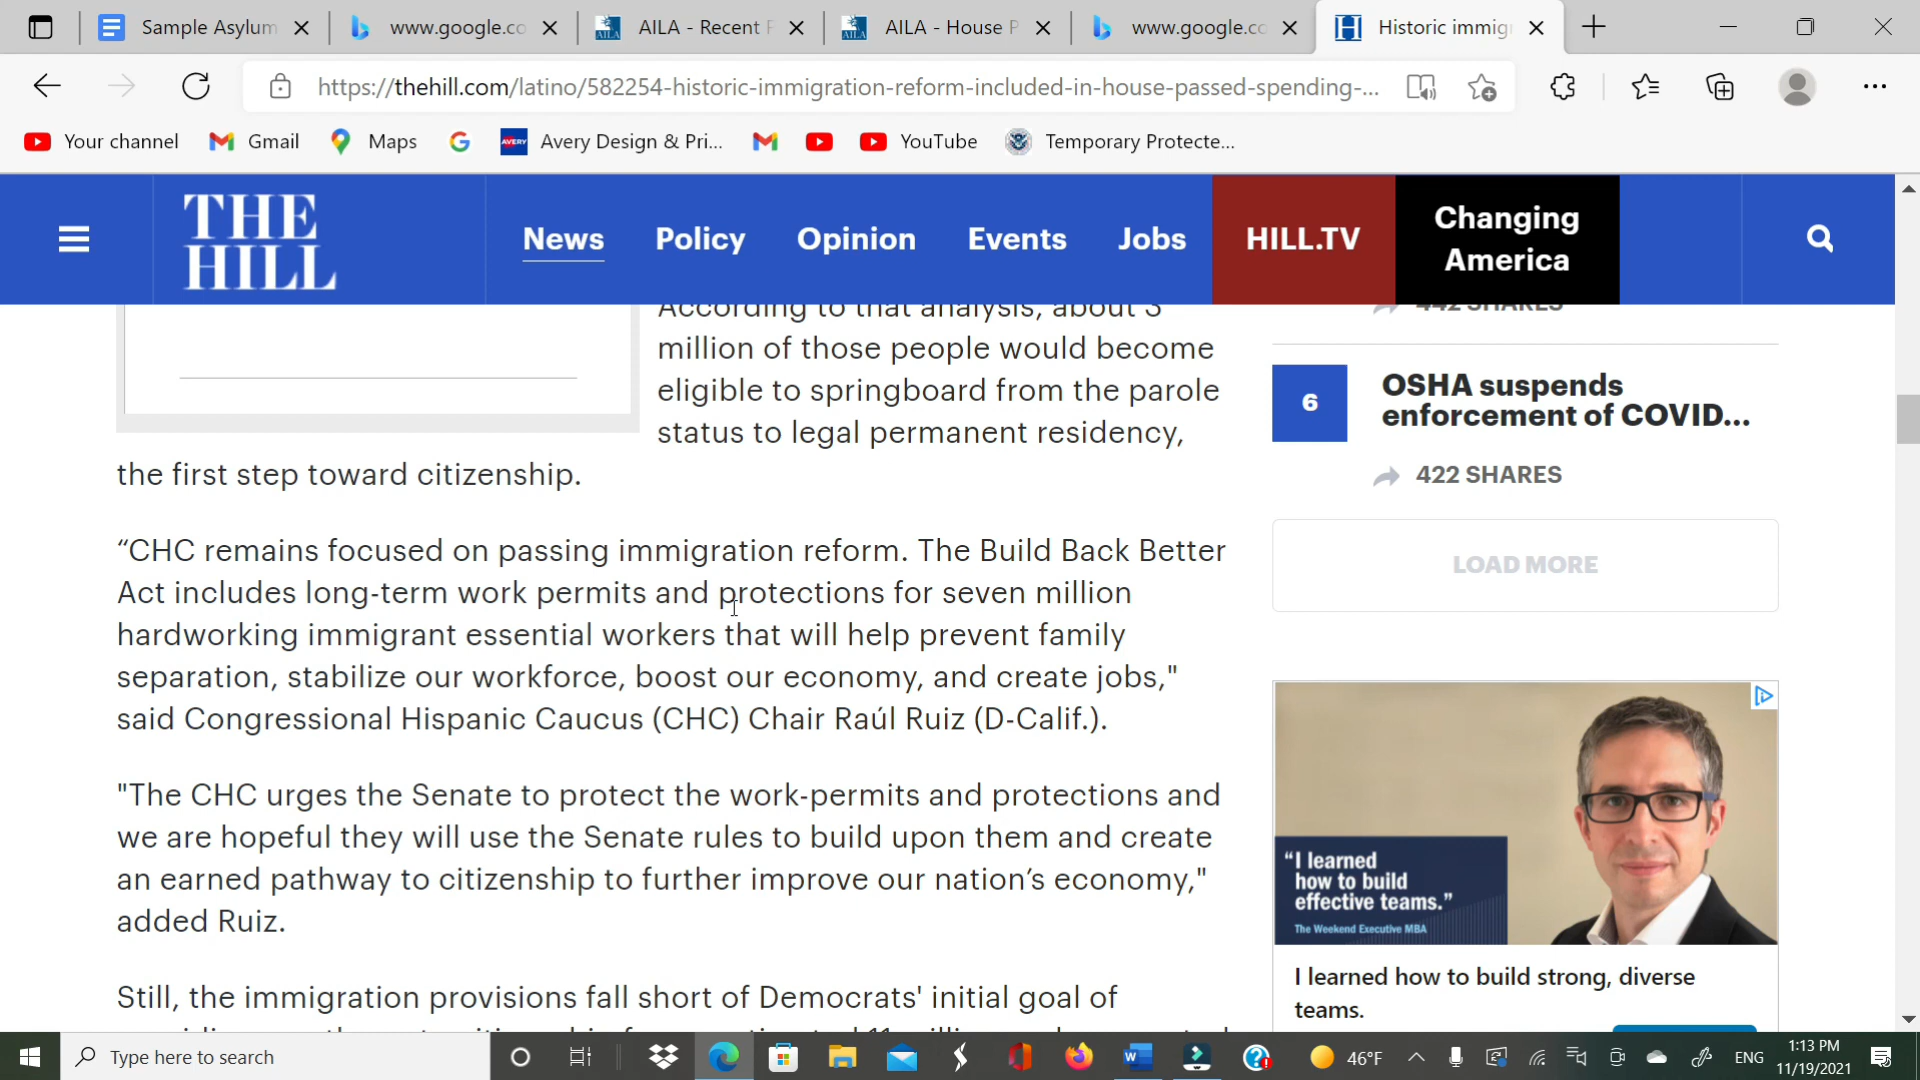 Sample Asylum
www.google.co
AILA - Recent P
AILA - House P
www.google.co
Historic immig
https://thehill.com/latino/582254-historic-immigration-reform-included-in-house-passed-spending-...
Your channel
Gmail
Maps
AVERY
Avery Design & Pri...
YouTube
Temporary Protecte...
THE
HILL
News
Policy
Opinion
Events
Jobs
HILL.TV
Changing
America
According to that analysis, about 3
million of those people would become
eligible to springboard from the parole
status to legal permanent residency,
the first step toward citizenship.
“CHC remains focused on passing immigration reform. The Build Back Better
Act includes long-term work permits and protections for seven million
hardworking immigrant essential workers that will help prevent family
separation, stabilize our workforce, boost our economy, and create jobs,"
said Congressional Hispanic Caucus (CHC) Chair Raúl Ruiz (D-Calif.).
"The CHC urges the Senate to protect the work-permits and protections and
we are hopeful they will use the Senate rules to build upon them and create
an earned pathway to citizenship to further improve our nation’s economy,"
added Ruiz.
Still, the immigration provisions fall short of Democrats' initial goal of
442 SHARES
6
OSHA suspends
enforcement of COVID...
422 SHARES
LOAD MORE
“I learned
how to build
effective teams.”
The Weekend Executive MBA
I learned how to build strong, diverse
teams.
Type here to search
46°F
ENG
1:13 PM
11/19/2021